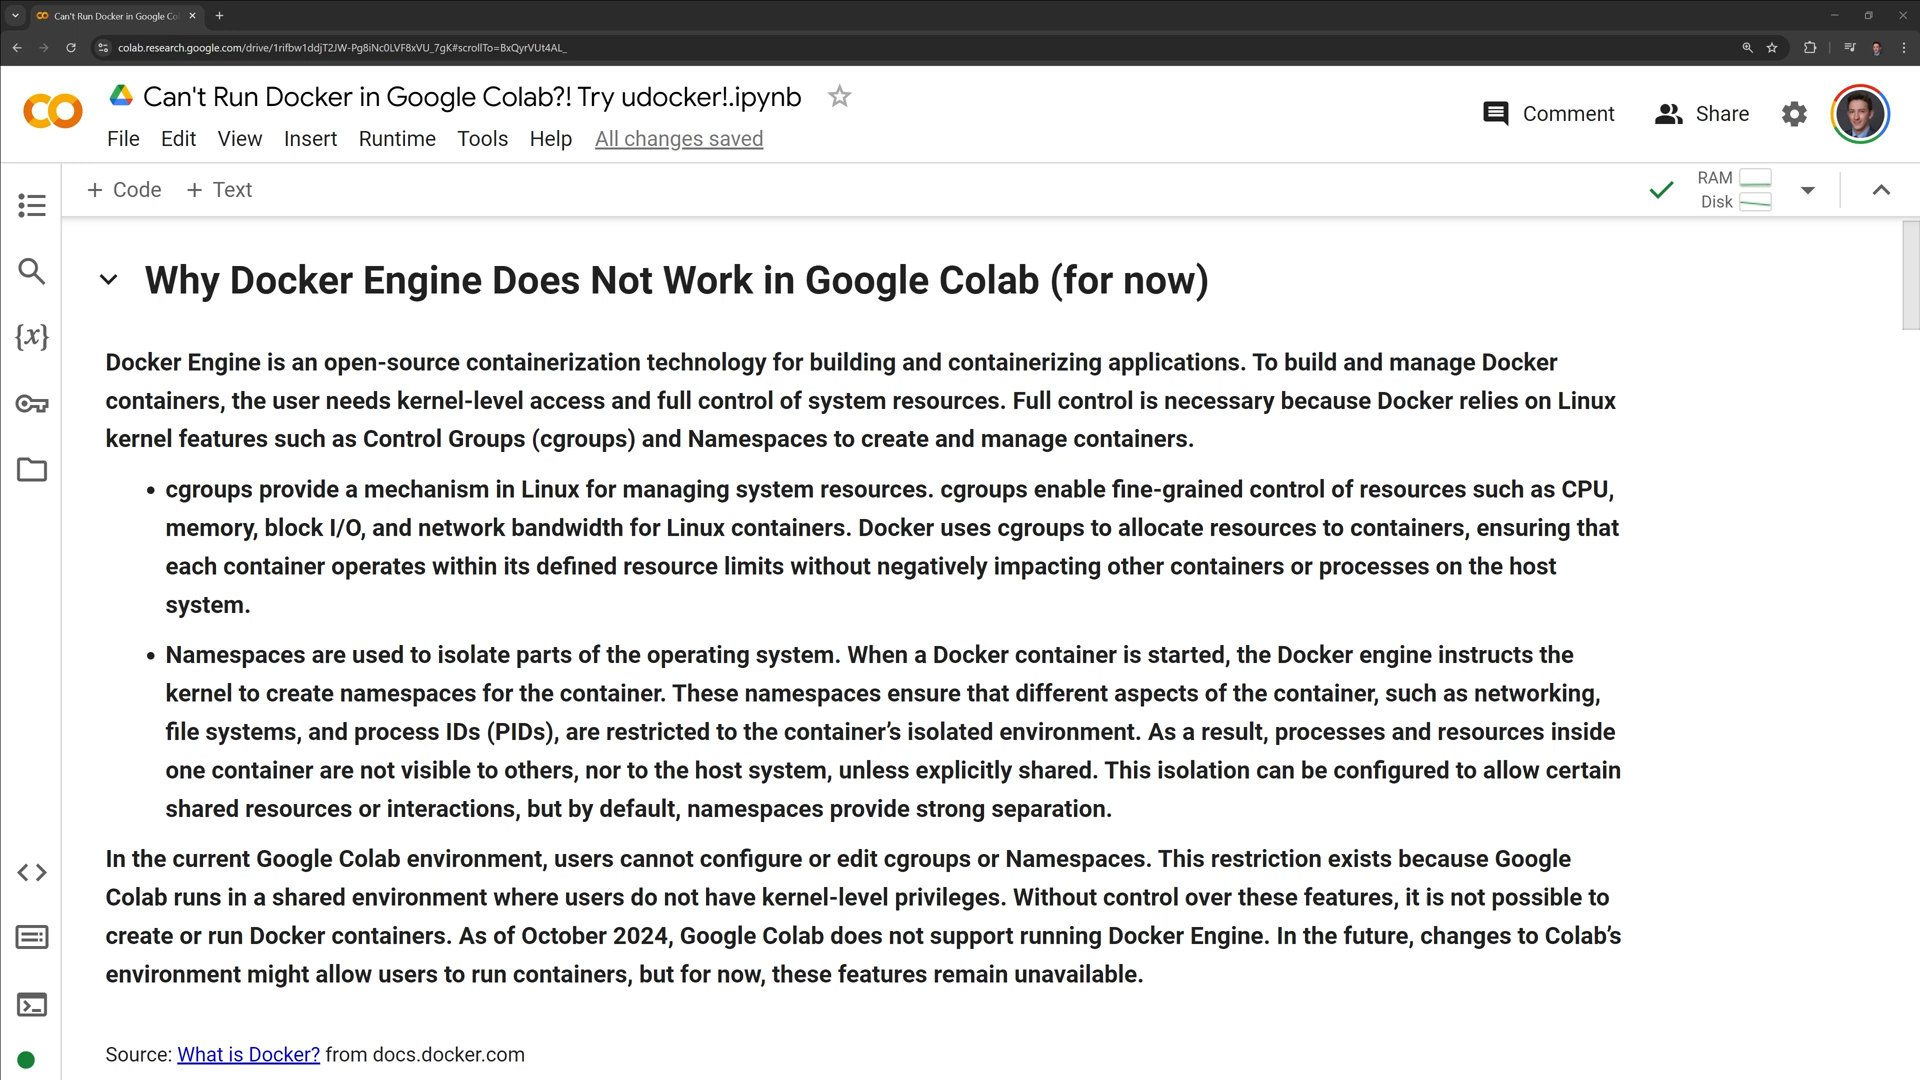 Can't Run Docker in Google Col
colab.research.google.com/drive/1rifbw1ddjT2JW-Pg8iNc0LVF8xVU_7gK#scrollTo=BxQyrVUt4AL_
Can't Run Docker in Google Colab?! Try udocker!.ipynb
Comment
Share
File Edit View Insert Runtime Tools Help All changes saved
+ Code + Text
RAM
Disk
Why Docker Engine Does Not Work in Google Colab (for now)
{x}
Docker Engine is an open-source containerization technology for building and containerizing applications. To build and manage Docker
containers, the user needs kernel-level access and full control of system resources. Full control is necessary because Docker relies on Linux
kernel features such as Control Groups (cgroups) and Namespaces to create and manage containers.
• cgroups provide a mechanism in Linux for managing system resources. cgroups enable fine-grained control of resources such as CPU,
memory, block I/O, and network bandwidth for Linux containers. Docker uses cgroups to allocate resources to containers, ensuring that
each container operates within its defined resource limits without negatively impacting other containers or processes on the host
system.
• Namespaces are used to isolate parts of the operating system. When a Docker container is started, the Docker engine instructs the
kernel to create namespaces for the container. These namespaces ensure that different aspects of the container, such as networking,
file systems, and process IDs (PIDs), are restricted to the container’s isolated environment. As a result, processes and resources inside
one container are not visible to others, nor to the host system, unless explicitly shared. This isolation can be configured to allow certain
shared resources or interactions, but by default, namespaces provide strong separation.
In the current Google Colab environment, users cannot configure or edit cgroups or Namespaces. This restriction exists because Google
Colab runs in a shared environment where users do not have kernel-level privileges. Without control over these features, it is not possible to
create or run Docker containers. As of October 2024, Google Colab does not support running Docker Engine. In the future, changes to Colab’s
environment might allow users to run containers, but for now, these features remain unavailable.
Source: What is Docker? from docs.docker.com